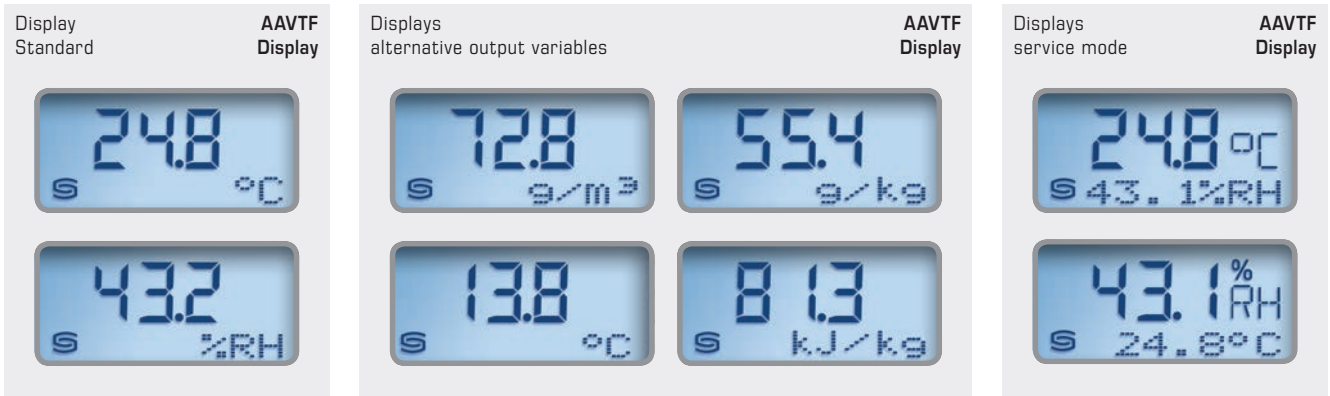 Display
Standard
AAVTF
Display
24.8
°C
43.2
%RH
Displays
alternative output variables
AAVTF
Display
72.8
g/m³
55.4
g/kg
13.8
°C
81.3
kJ/kg
Displays
service mode
AAVTF
Display
24.8 °C
43.1%RH
43.1 % RH
24.8°C